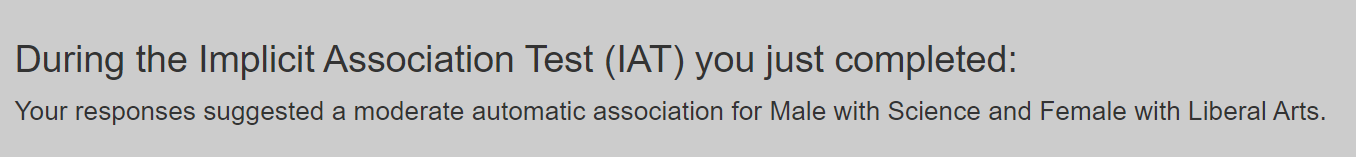 During the Implicit Association Test (IAT) you just completed:
Your responses suggested a moderate automatic association for Male with Science and Female with Liberal Arts.